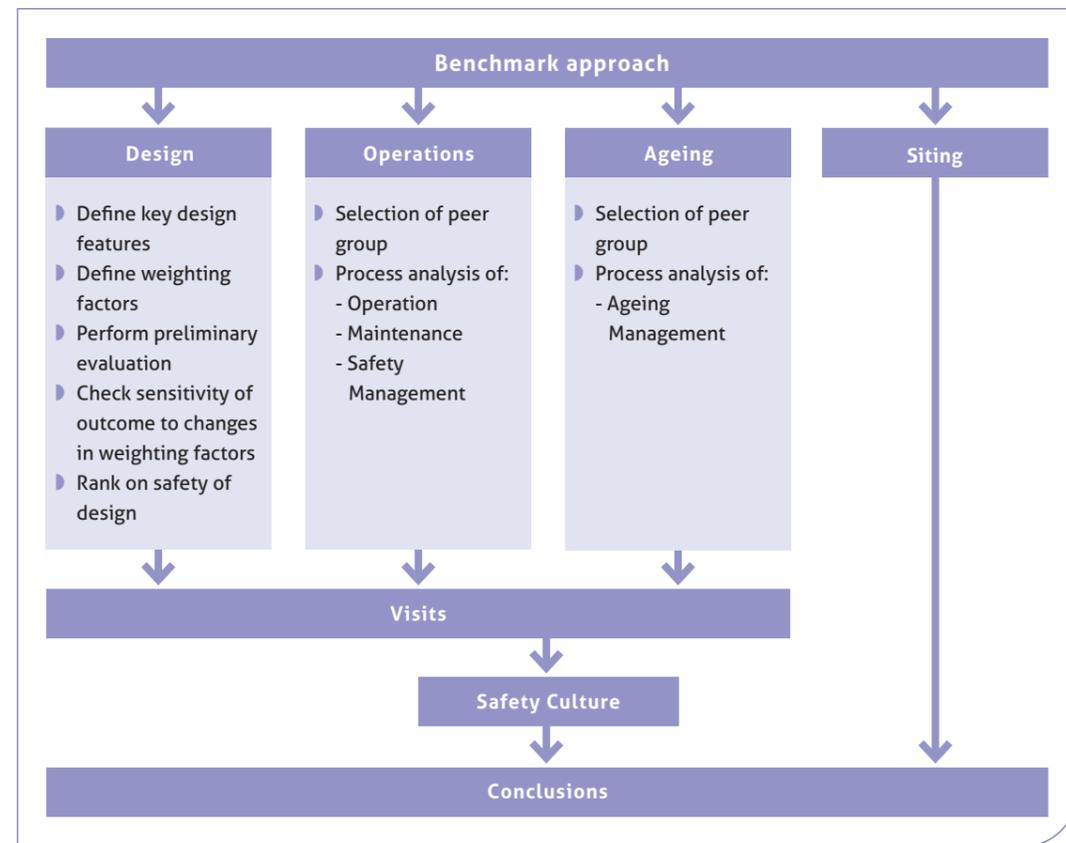 Benchmark approach
Design
Define key design
features
Define weighting
factors
Perform preliminary
evaluation
Check sensitivity of
outcome to changes
in weighting factors
Rank on safety of
design
Operations
Selection of peer
group
Process analysis of:
- Operation
- Maintenance
- Safety
Management
Ageing
Selection of peer
group
Process analysis of:
- Ageing
Management
Siting
Visits
Safety Culture
Conclusions